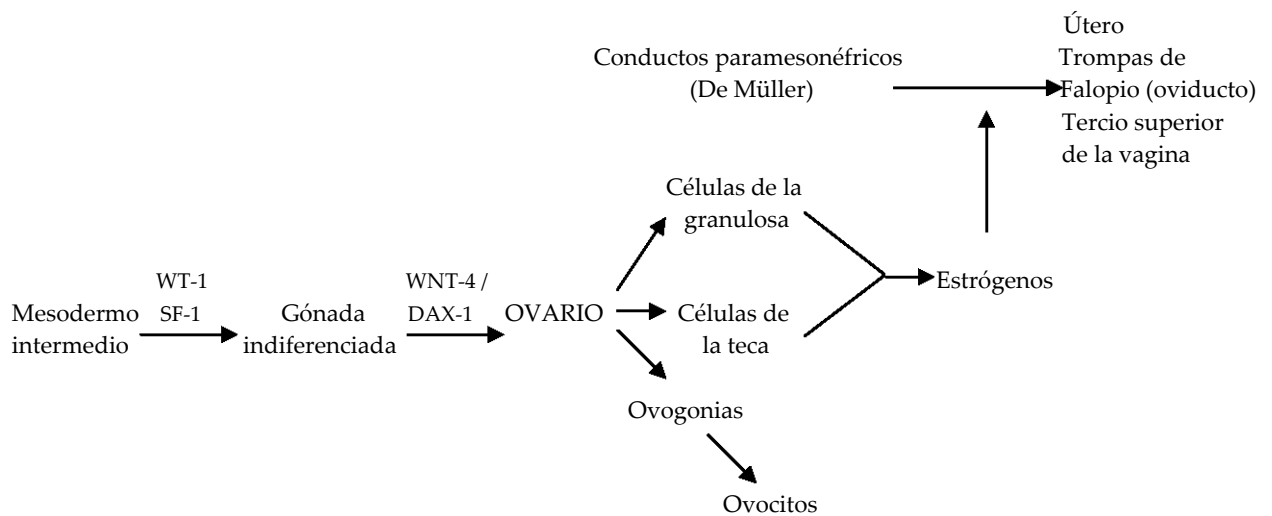 Útero
Conductos paramesonéfricos
(De Müller)
Trompas de
Falopio (oviducto)
Tercio superior
de la vagina
Células de la
granulosa
Estrógenos
WT-1
SF-1
WNT-4 /
DAX-1
Mesodermo
intermedio
Gónada
indiferenciada
OVARIO
Células de
la teca
Ovogonias
Ovocitos